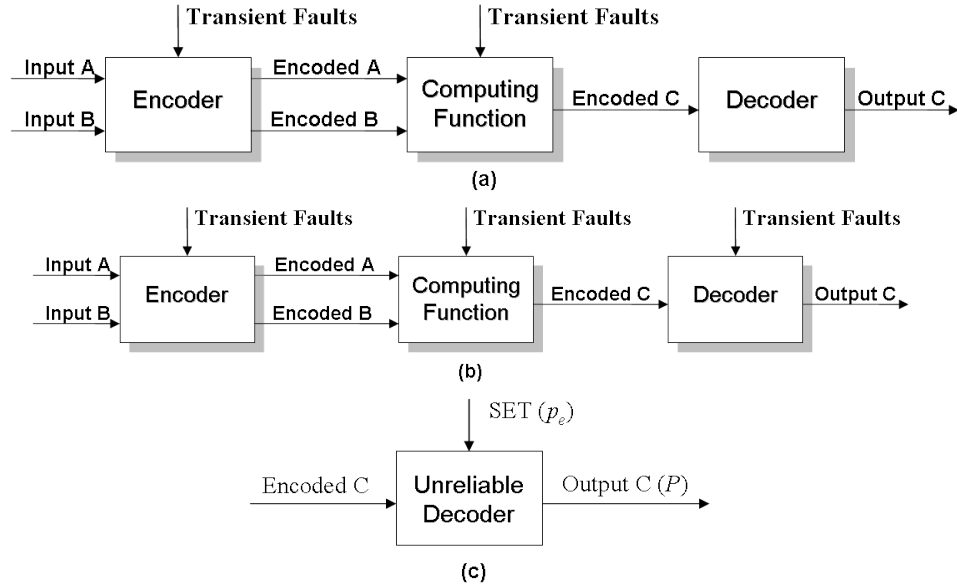 Transient Faults
Transient Faults
Input A
Encoded A
Encoder
Computing
Function
Encoded C
Decoder
Output C
Input B
Encoded B
(a)
Transient Faults
Transient Faults
Transient Faults
Input A
Encoded A
Encoder
Computing
Function
Encoded C
Decoder
Output C
Input B
Encoded B
(b)
SET (pₑ)
Encoded C
Unreliable
Decoder
Output C (P)
(c)